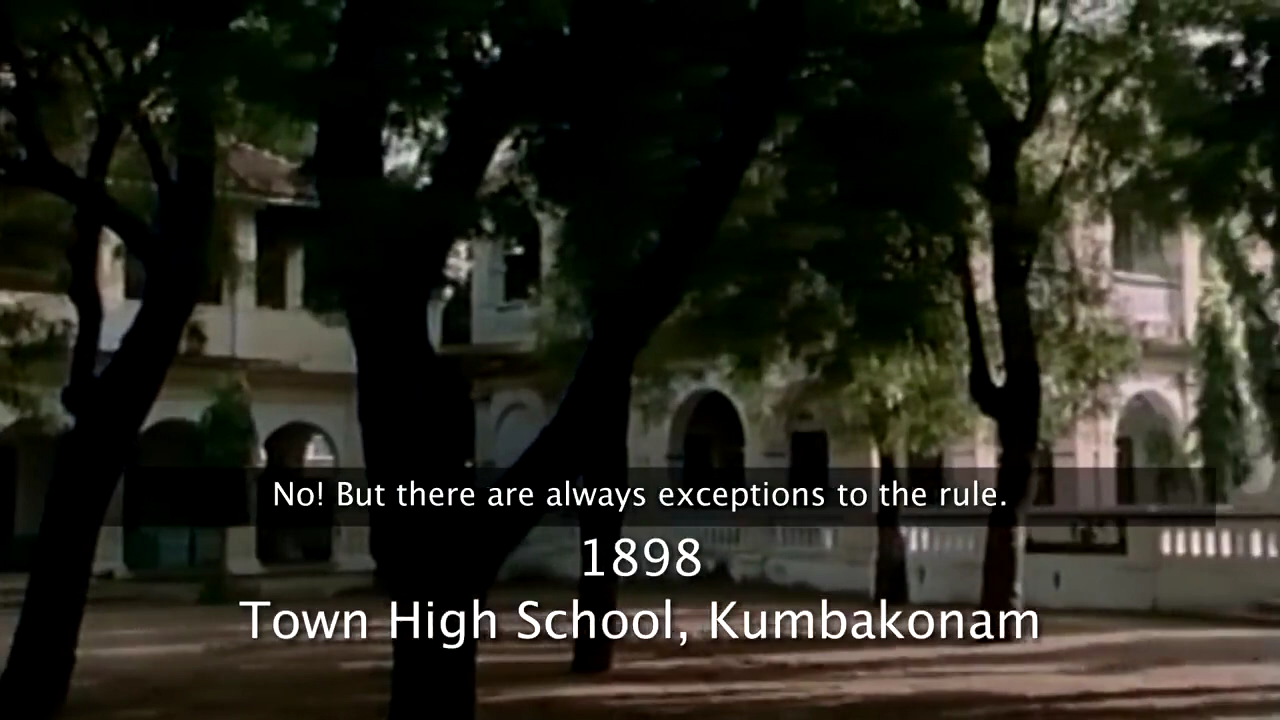 No! But there are always exceptions to the rule.
1898
Town High School, Kumbakonam